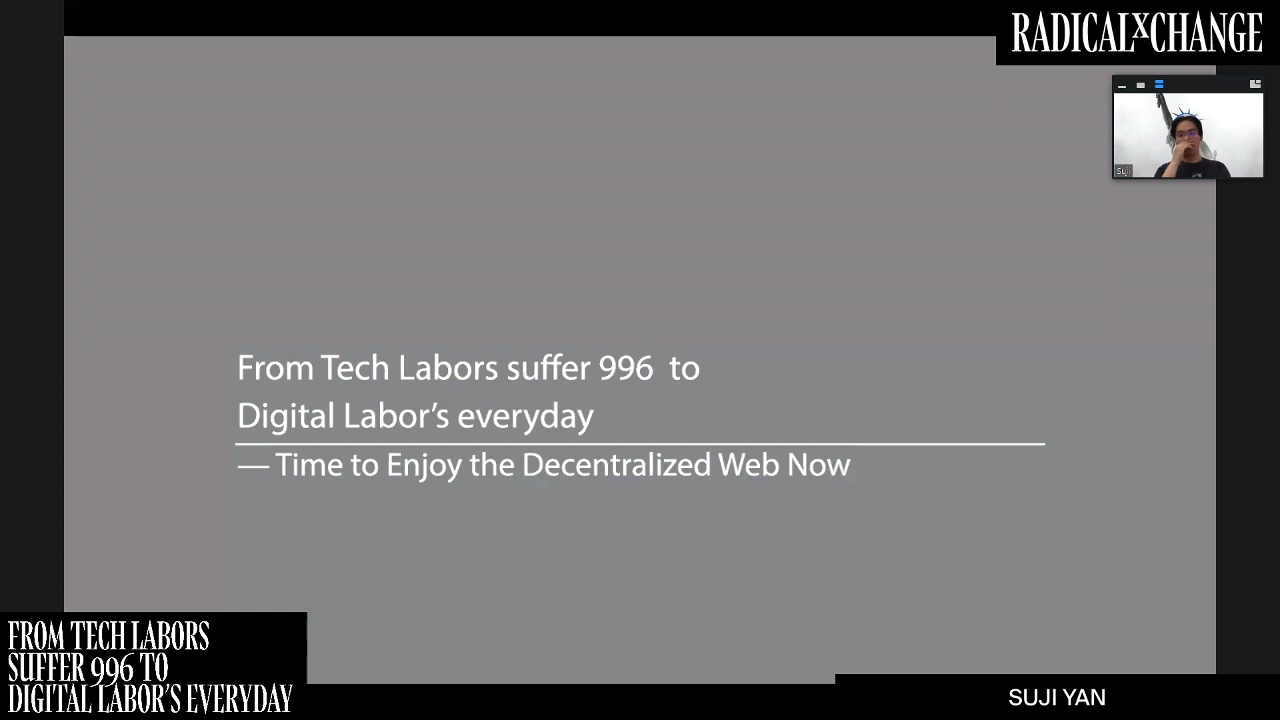 RADICALxCHANGE
Suji
From Tech Labors suffer 996 to
Digital Labor's everyday
— Time to Enjoy the Decentralized Web Now
FROM TECH LABORS
SUFFER 996 TO
DIGITAL LABOR'S EVERYDAY
SUJI YAN